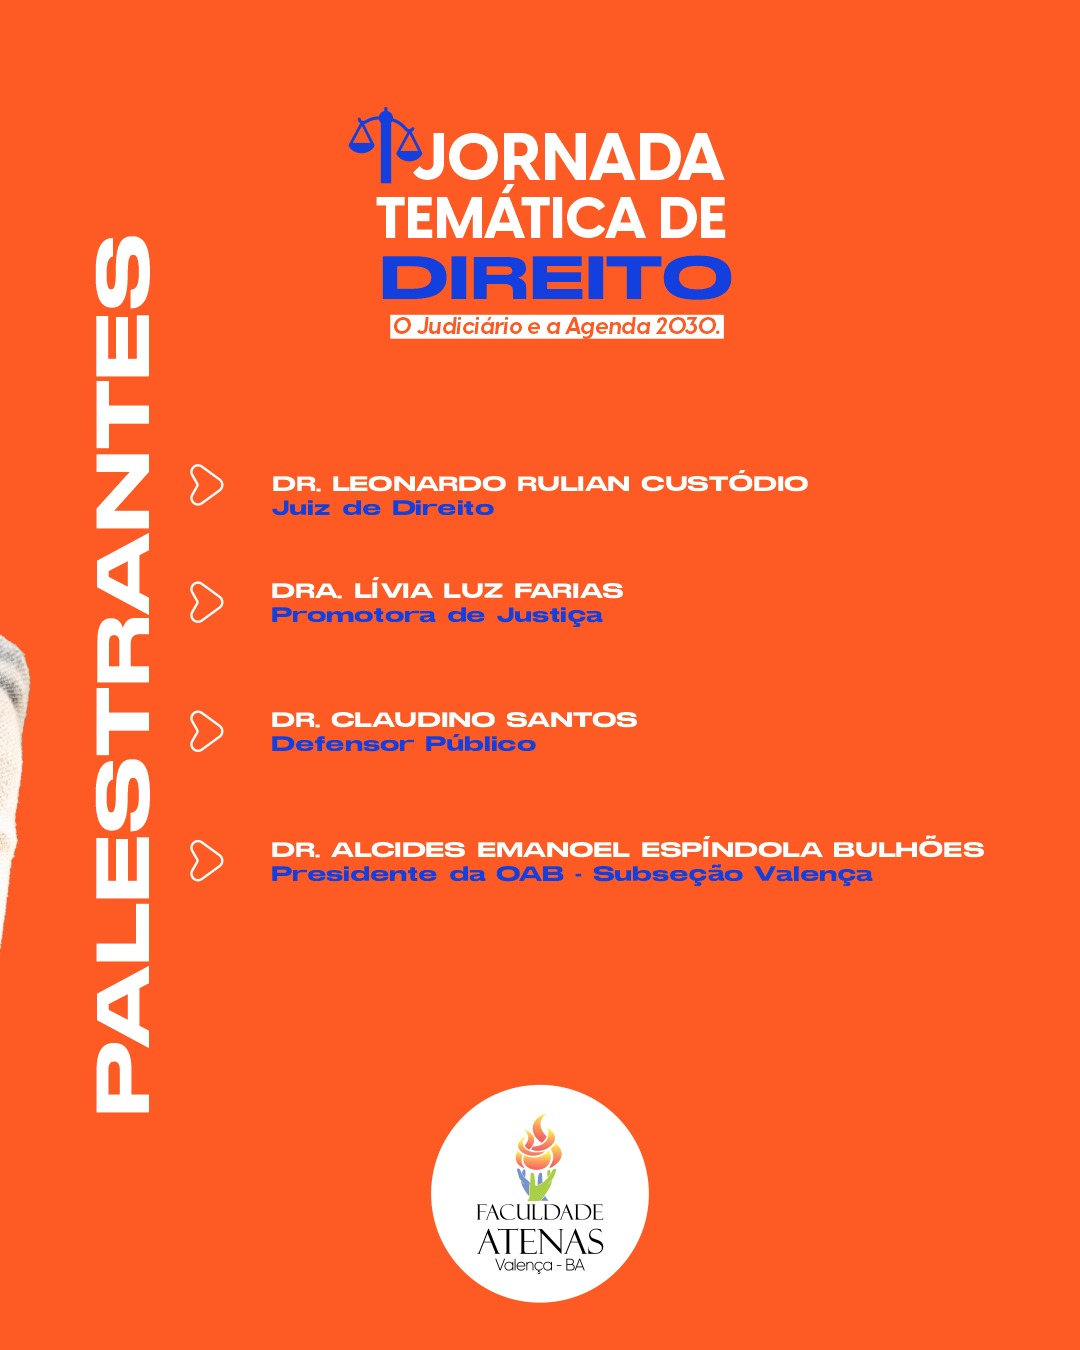 JORNADA
TEMÁTICA DE
DIREITO
O Judiciário e a Agenda 2030.
PALESTRANTES
DR. LEONARDO RULIAN CUSTÓDIO
Juiz de Direito
DRA. LÍVIA LUZ FARIAS
Promotora de Justiça
DR. CLAUDINO SANTOS
Defensor Público
DR. ALCIDES EMANOEL ESPÍNDOLA BULHÕES
Presidente da OAB - Subseção Valença
FACULDADE
ATENAS
Valença - BA